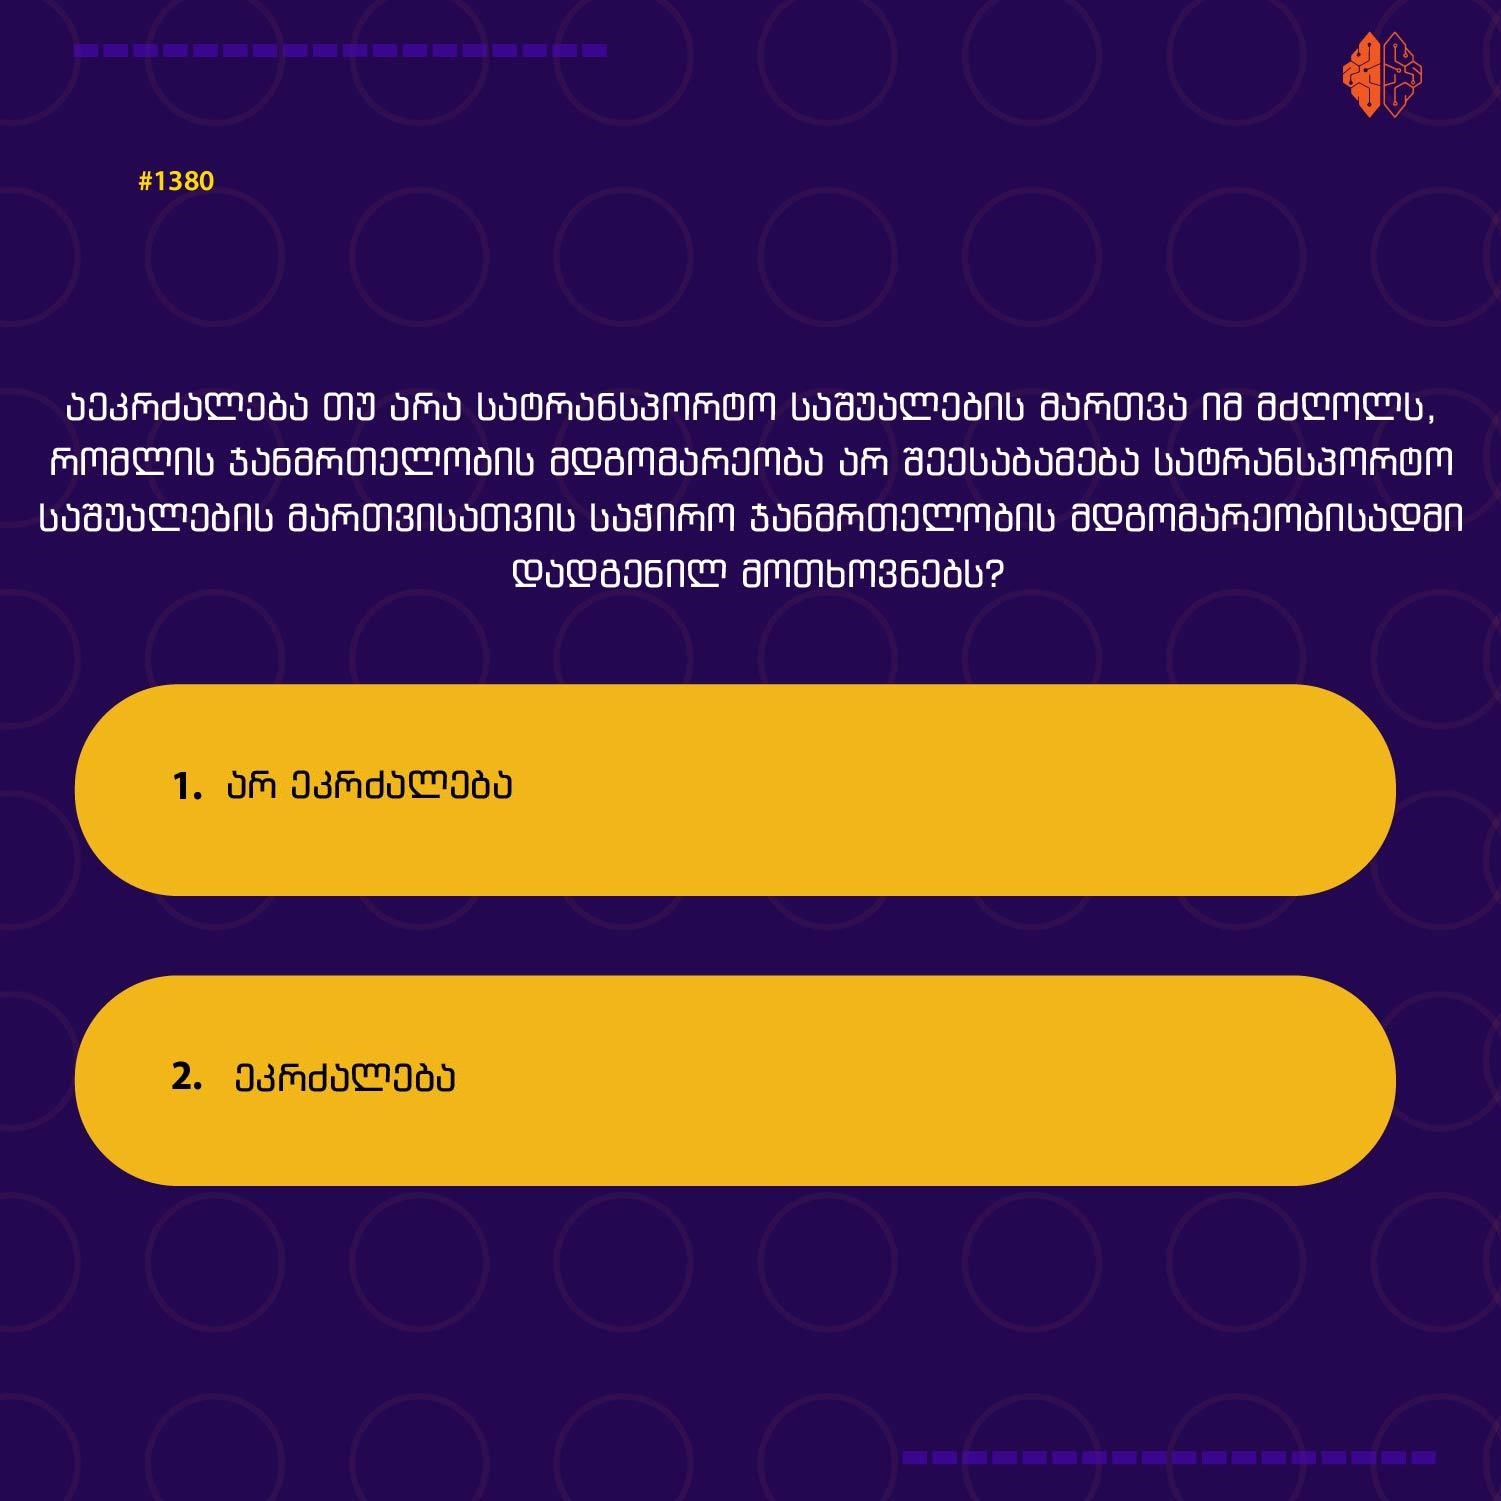 #1380
აეკრძალება თუ არა სატრანსპორტო საშუალების მართვა იმ მძღოლს,
რომლის ჯანმრთელობის მდგომარეობა არ შეესაბამება სატრანსპორტო
საშუალების მართვისათვის საჭირო ჯანმრთელობის მდგომარეობისადმი
დადგენილ მოთხოვნებს?
1. არ ეკრძალება
2. ეკრძალება